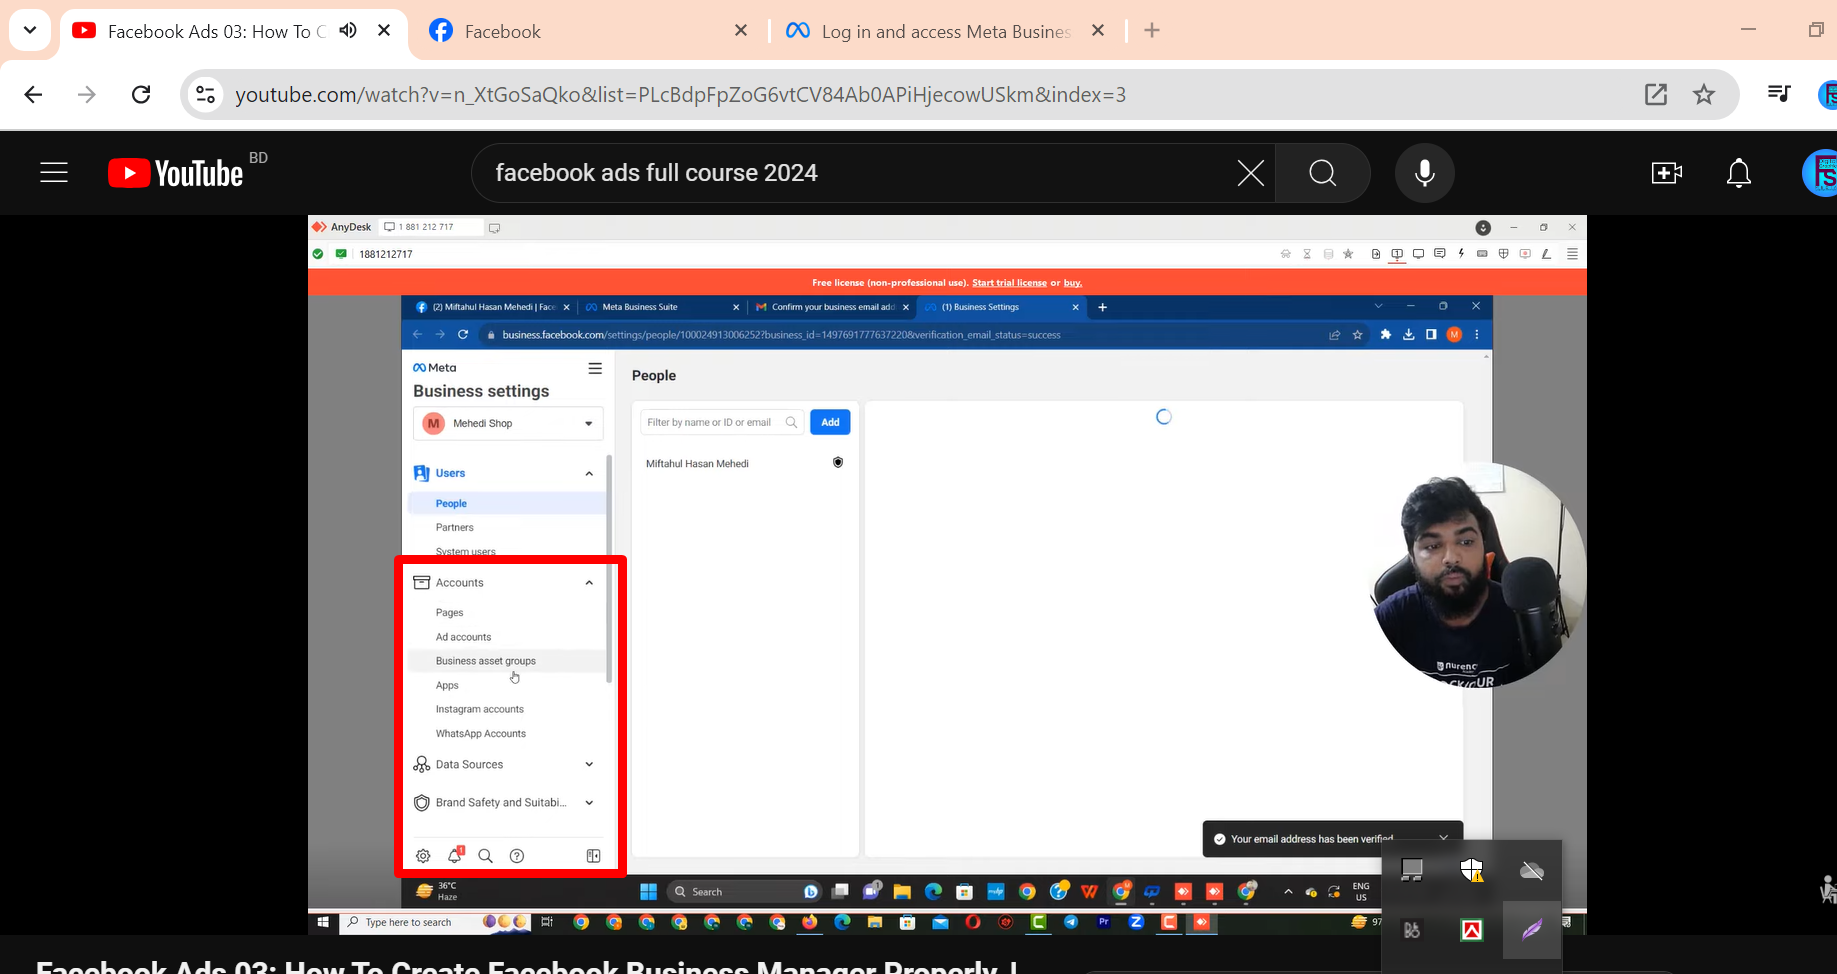 Facebook Ads 03: How To C
Facebook
Log in and access Meta Busines
youtube.com/watch?v=n_XtGoSaQko&list=PLcBdpFpZoG6vtCV84Ab0APiHjecowUSkm&index=3
YouTube BD
facebook ads full course 2024
AnyDesk 1 881 212 717
1881212717
Free license (non-professional use). Start trial license or buy.
(2) Miftahul Hasan Mehedi | Face
Meta Business Suite
Confirm your business email add
(1) Business Settings
business.facebook.com/settings/people/100024913006252?business_id=1497691777637220&verification_email_status=success
Meta
Business settings
M Mehedi Shop
Users
People
Partners
System users
Accounts
Pages
Ad accounts
Business asset groups
Apps
Instagram accounts
WhatsApp Accounts
Data Sources
Brand Safety and Suitabi...
People
Filter by name or ID or email
Add
Miftahul Hasan Mehedi
Your email address has been verified
36°C
Haze
Search
ENG
US
Type here to search
97
Facebook Ads 03: How To Create Facebook Business Manager Properly |